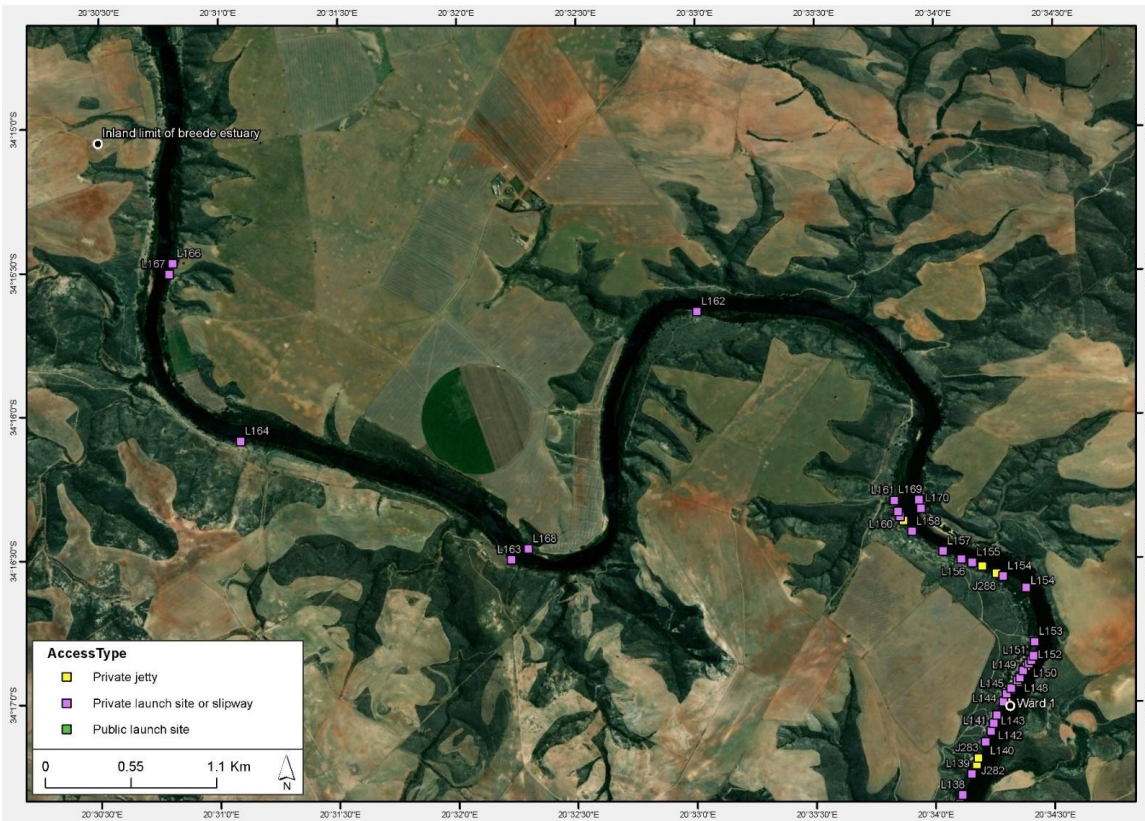 20°30'30"E 20°31'0"E 20°31'30"E 20°32'0"E 20°32'30"E 20°33'0"E 20°33'30"E 20°34'0"E 20°34'30"E
34°15'0"S
Inland limit of breede estuary
L166
L167
34°15'30"S
L162
34°16'0"S
L164
L161 L169
L170
L160 L158
L168
L163
L157
34°16'30"S
L155
L156
L154
J288
L154
L153
L151
L152
L149
L150
L145
L148
L144
34°17'0"S
Ward 1
L141 L143
L142
J283
L140
L139
J282
L138
AccessType
Private jetty
Private launch site or slipway
Public launch site
0 0.55 1.1 Km
N
20°30'30"E 20°31'0"E 20°31'30"E 20°32'0"E 20°32'30"E 20°33'0"E 20°33'30"E 20°34'0"E 20°34'30"E